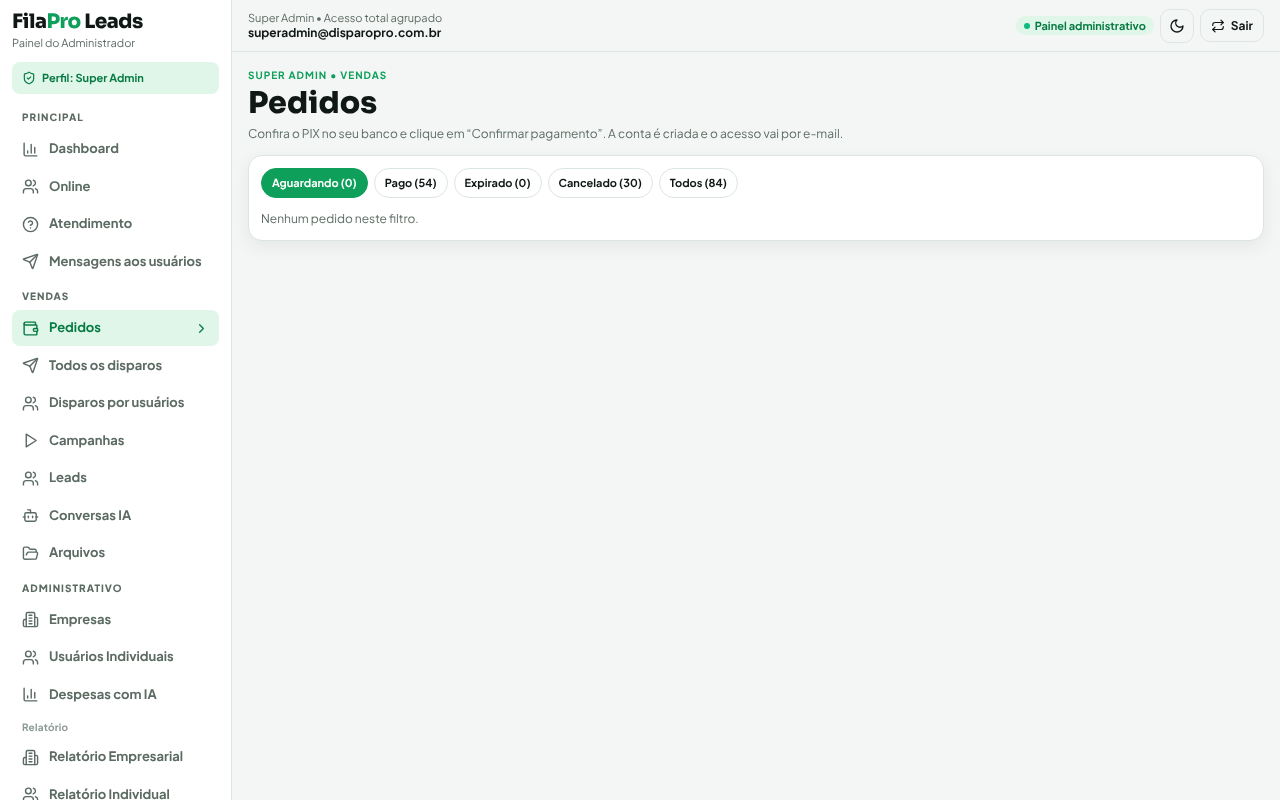 FilaPro Leads
Painel do Administrador
Perfil: Super Admin
PRINCIPAL
Dashboard
Online
Atendimento
Mensagens aos usuários
VENDAS
Pedidos
Todos os disparos
Disparos por usuários
Campanhas
Leads
Conversas IA
Arquivos
ADMINISTRATIVO
Empresas
Usuários Individuais
Despesas com IA
Relatório
Relatório Empresarial
Relatório Individual
Super Admin • Acesso total agrupado
superadmin@disparopro.com.br
Painel administrativo
Sair
SUPER ADMIN • VENDAS
Pedidos
Confira o PIX no seu banco e clique em “Confirmar pagamento”. A conta é criada e o acesso vai por e-mail.
Aguardando (0) Pago (54) Expirado (0) Cancelado (30) Todos (84)
Nenhum pedido neste filtro.